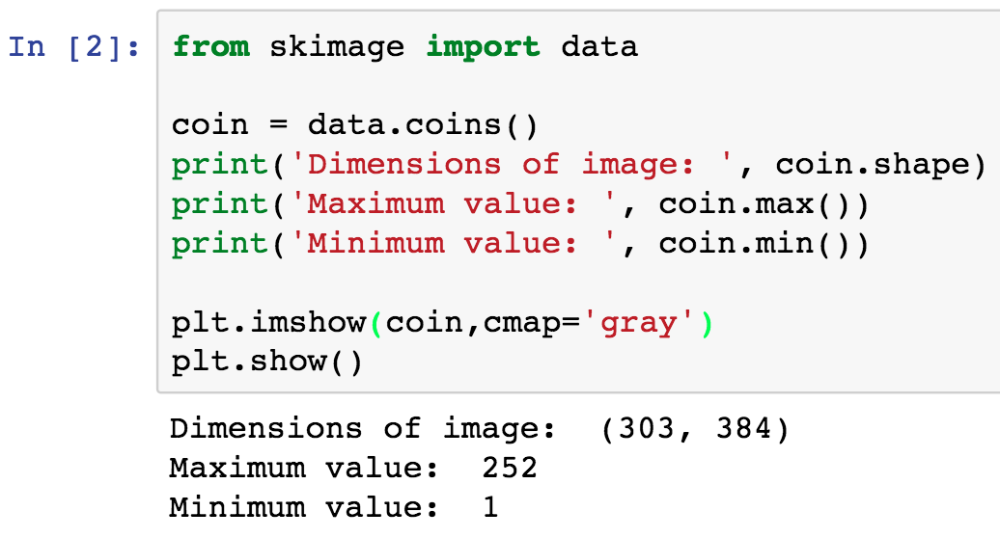 In [2]: from skimage import data
coin = data.coins()
print('Dimensions of image: ', coin.shape)
print('Maximum value: ', coin.max())
print('Minimum value: ', coin.min())
plt.imshow(coin,cmap='gray')
plt.show()
Dimensions of image:  (303, 384)
Maximum value:  252
Minimum value:  1